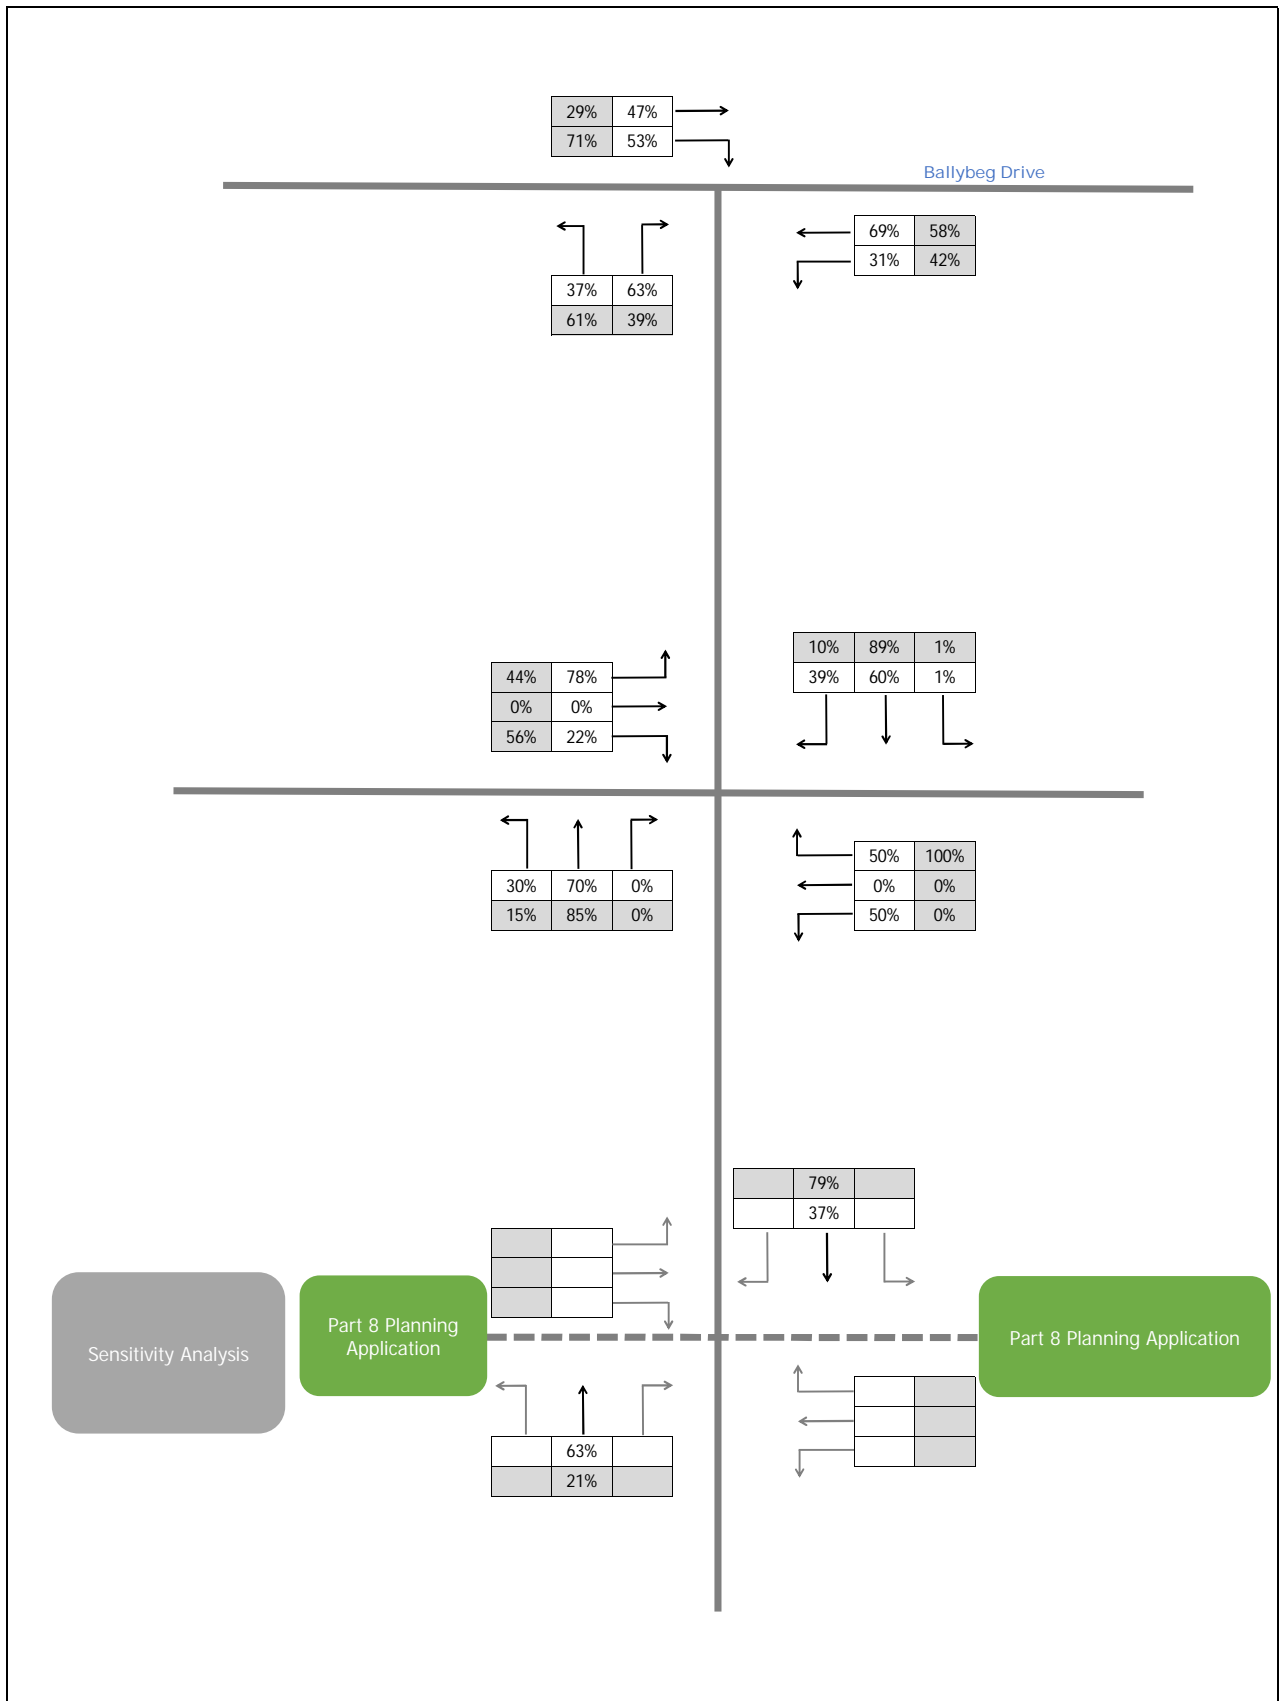 29% 47%
71% 53%
Ballybeg Drive
69% 58%
31% 42%
37% 63%
61% 39%
10% 89% 1%
39% 60% 1%
44% 78%
0% 0%
56% 22%
50% 100%
0% 0%
50% 0%
30% 70% 0%
15% 85% 0%
79%
37%
Sensitivity Analysis
Part 8 Planning
Application
Part 8 Planning Application
63%
21%